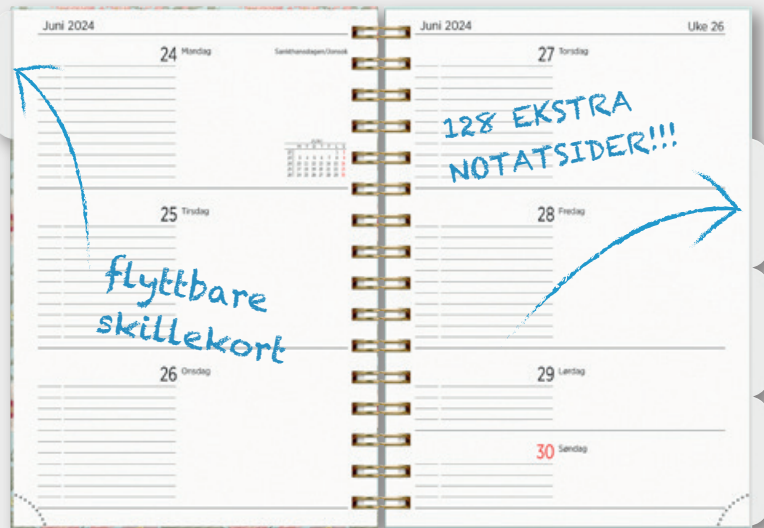 Juni 2024
24 Mandag
Sankthansdagen/Jonsok
25 Tirsdag
flyttbare
skillekort
26 Onsdag
Juni 2024
Uke 26
27 Torsdag
128 EKSTRA
NOTATSIDER!!!
28 Fredag
29 Lørdag
30 Søndag